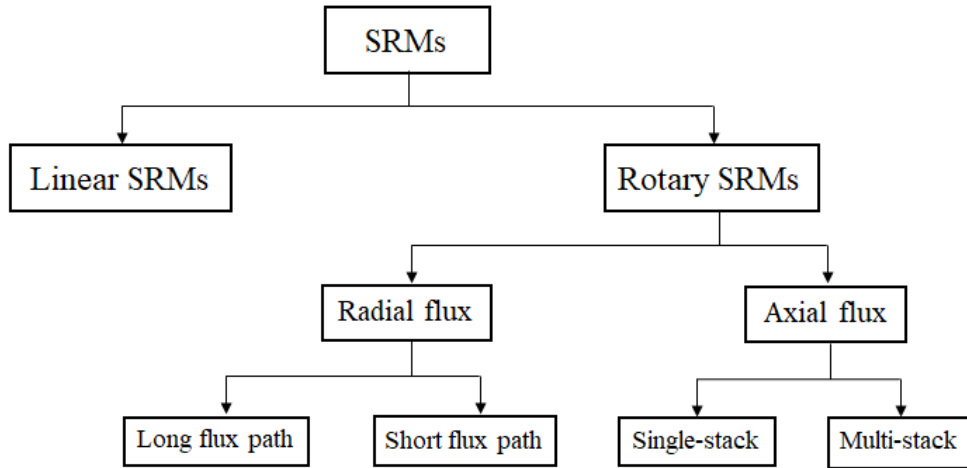 SRMs
Linear SRMs
Rotary SRMs
Radial flux
Axial flux
Long flux path
Short flux path
Single-stack
Multi-stack